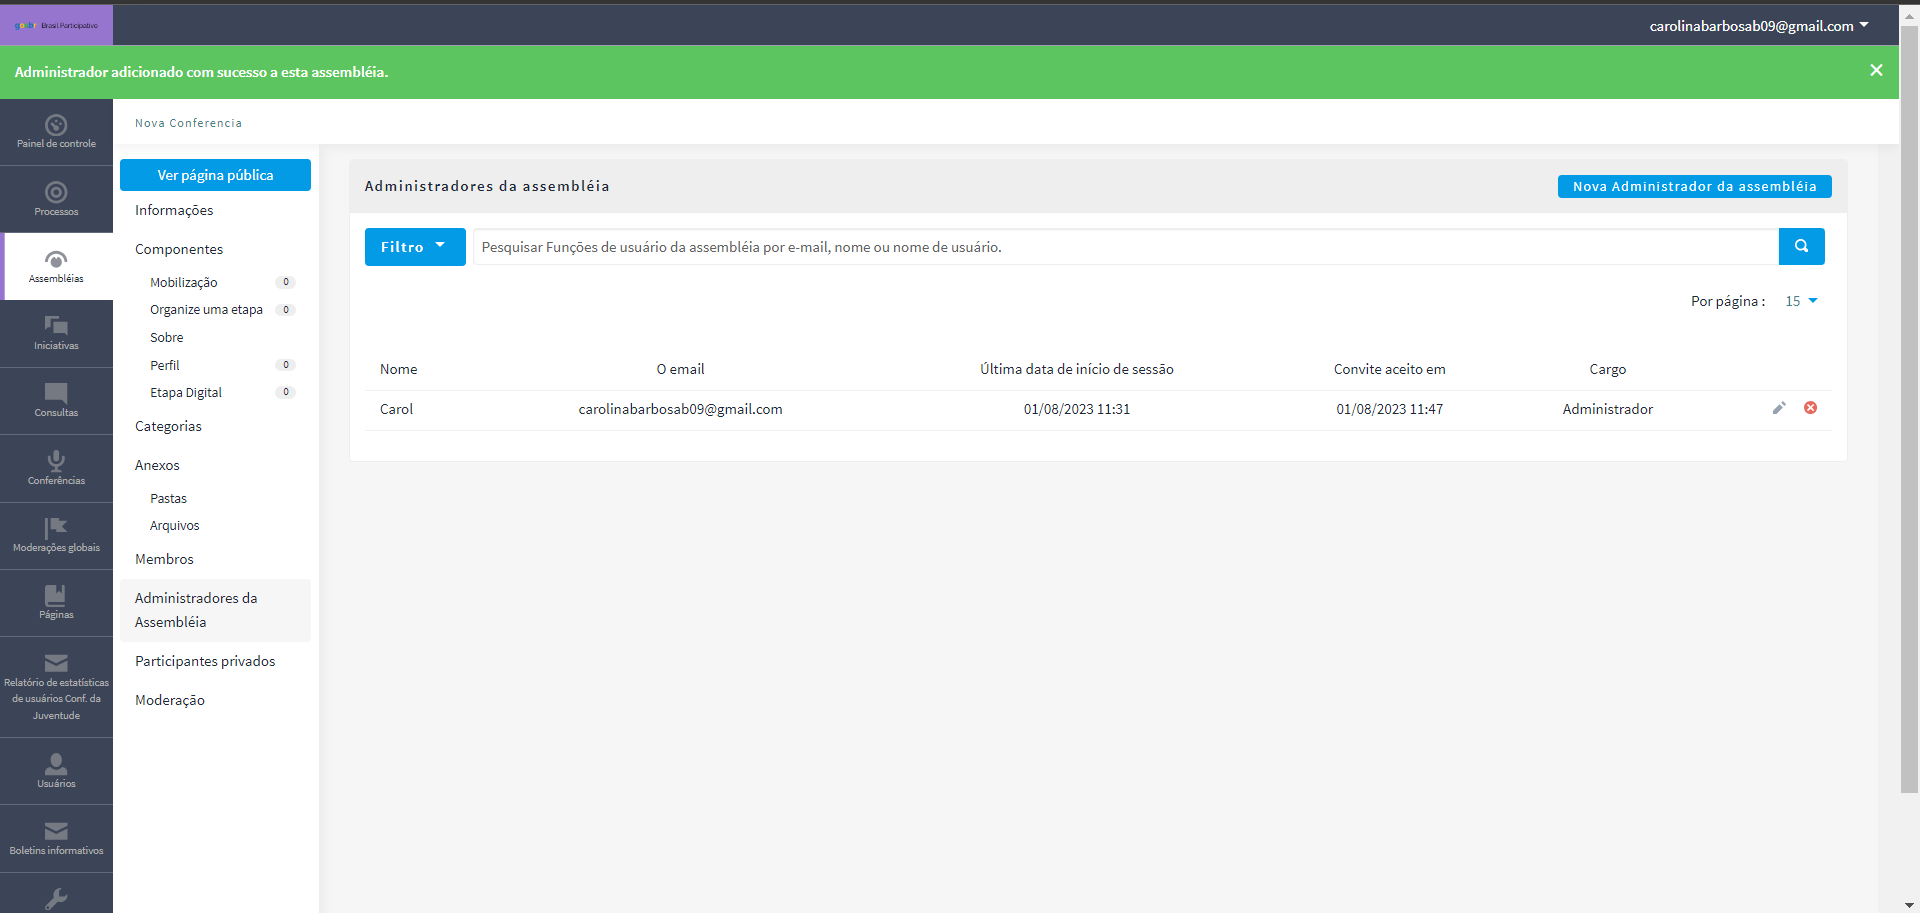 gov.br Brasil Participativo
carolinabarbosab09@gmail.com
Administrador adicionado com sucesso a esta assembléia.
Painel de controle
Processos
Assembléias
Iniciativas
Consultas
Conferências
Moderações globais
Páginas
Relatório de estatísticas
de usuários Conf. da
Juventude
Usuários
Boletins informativos
Nova Conferencia
Ver página pública
Informações
Componentes
Mobilização 0
Organize uma etapa 0
Sobre
Perfil 0
Etapa Digital 0
Categorias
Anexos
Pastas
Arquivos
Membros
Administradores da
Assembléia
Participantes privados
Moderação
Administradores da assembléia
Nova Administrador da assembléia
Filtro
Pesquisar Funções de usuário da assembléia por e-mail, nome ou nome de usuário.
Por página : 15
Nome O email Última data de início de sessão Convite aceito em Cargo
Carol carolinabarbosab09@gmail.com 01/08/2023 11:31 01/08/2023 11:47 Administrador